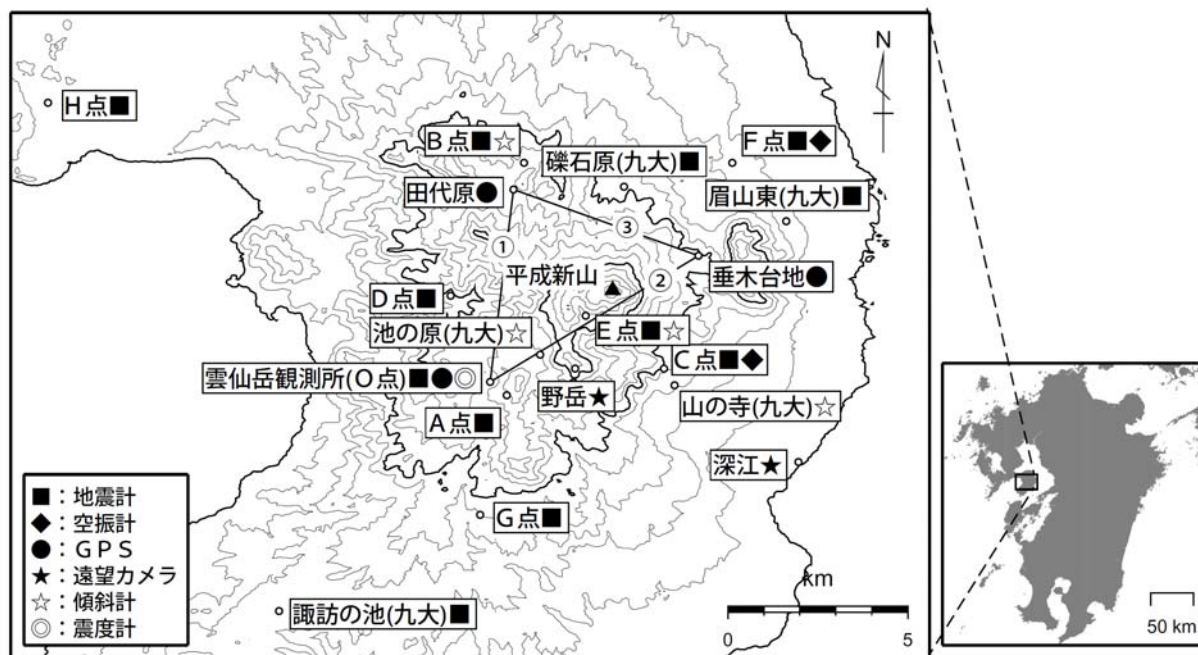 N
H点■
B点■☆
F点■◆
礫石原(九大)■
田代原●
眉山東(九大)■
③
①
平成新山
②
垂木台地●
D点■
池の原(九大)☆
E点■☆
C点■◆
雲仙岳観測所(O点)■●◎
野岳★
山の寺(九大)☆
A点■
深江★
G点■
諏訪の池(九大)■
■：地震計
◆：空振計
●：GPS
★：遠望カメラ
☆：傾斜計
◎：震度計
km
0 5
50 km